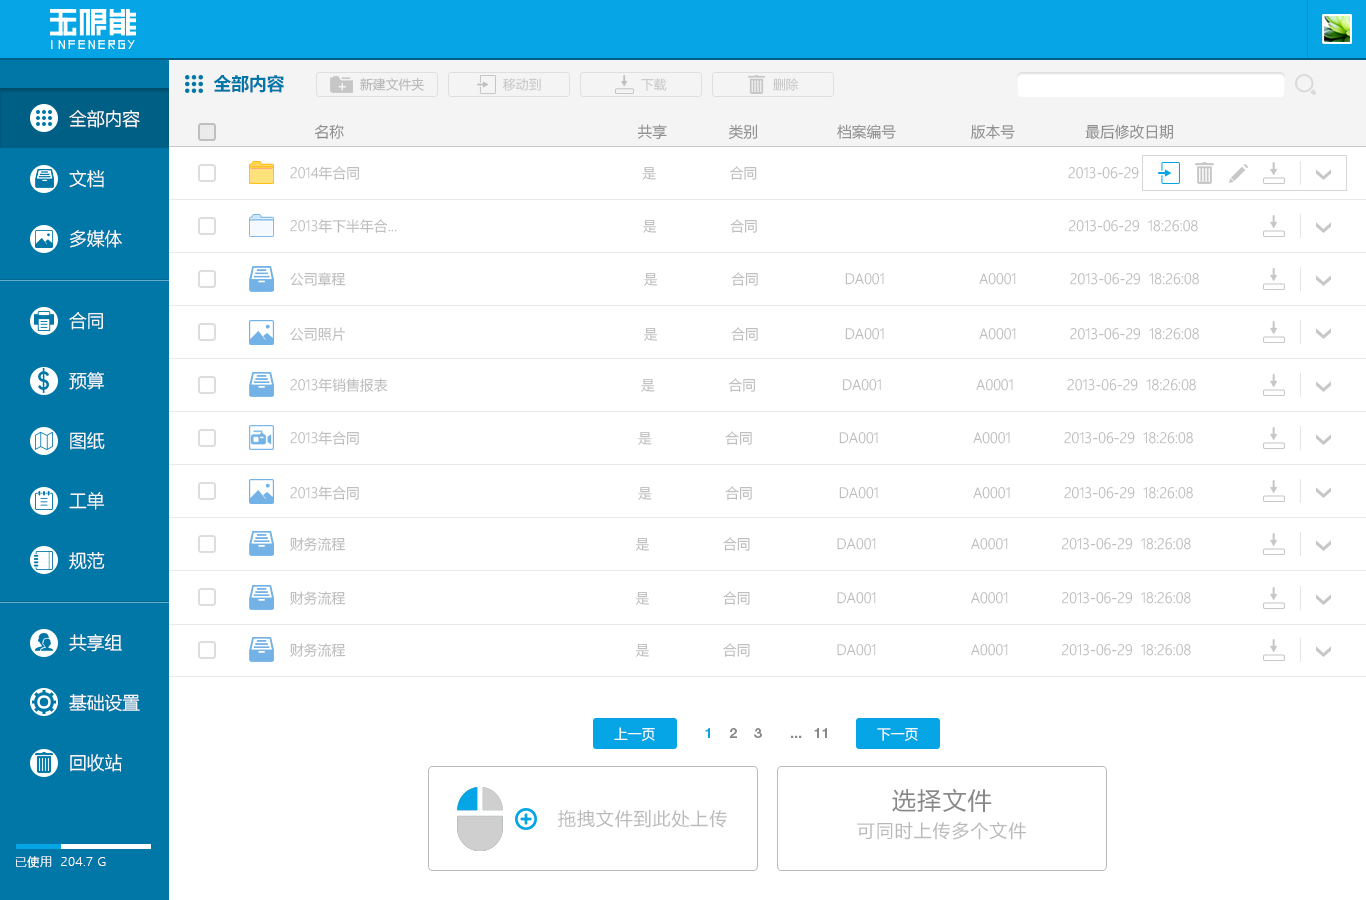 无限能
INFENERGY
全部内容
文档
多媒体
合同
预算
图纸
工单
规范
共享组
基础设置
回收站
已使用 204.7 G
全部内容 新建文件夹 移动到 下载 删除
名称 共享 类别 档案编号 版本号 最后修改日期
2014年合同 是 合同 2013-06-29
2013年下半年合... 是 合同 2013-06-29 18:26:08
公司章程 是 合同 DA001 A0001 2013-06-29 18:26:08
公司照片 是 合同 DA001 A0001 2013-06-29 18:26:08
2013年销售报表 是 合同 DA001 A0001 2013-06-29 18:26:08
2013年合同 是 合同 DA001 A0001 2013-06-29 18:26:08
2013年合同 是 合同 DA001 A0001 2013-06-29 18:26:08
财务流程 是 合同 DA001 A0001 2013-06-29 18:26:08
财务流程 是 合同 DA001 A0001 2013-06-29 18:26:08
财务流程 是 合同 DA001 A0001 2013-06-29 18:26:08
上一页 1 2 3 ... 11 下一页
拖拽文件到此处上传
选择文件
可同时上传多个文件